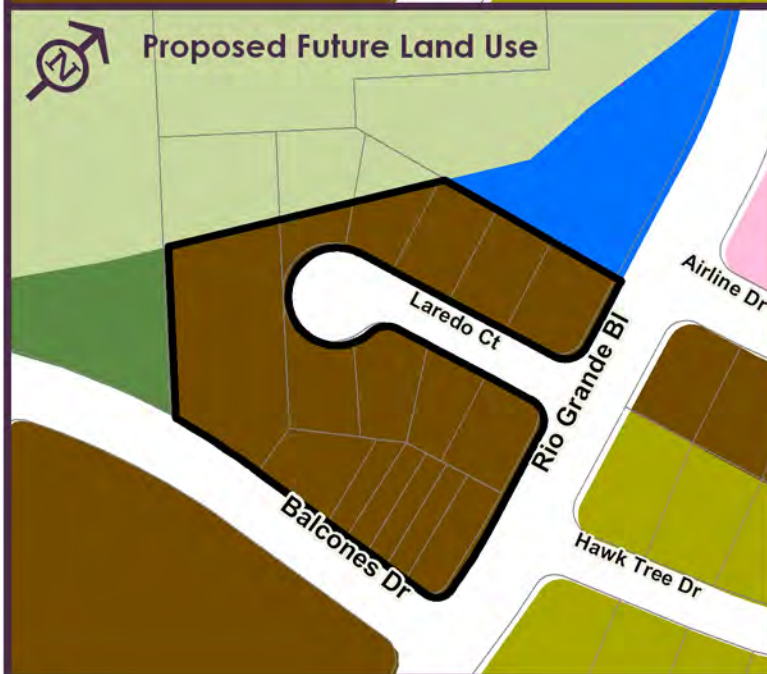 N
Proposed Future Land Use
Airline Dr
Laredo Ct
Rio Grande Bl
Balcones Dr
Hawk Tree Dr